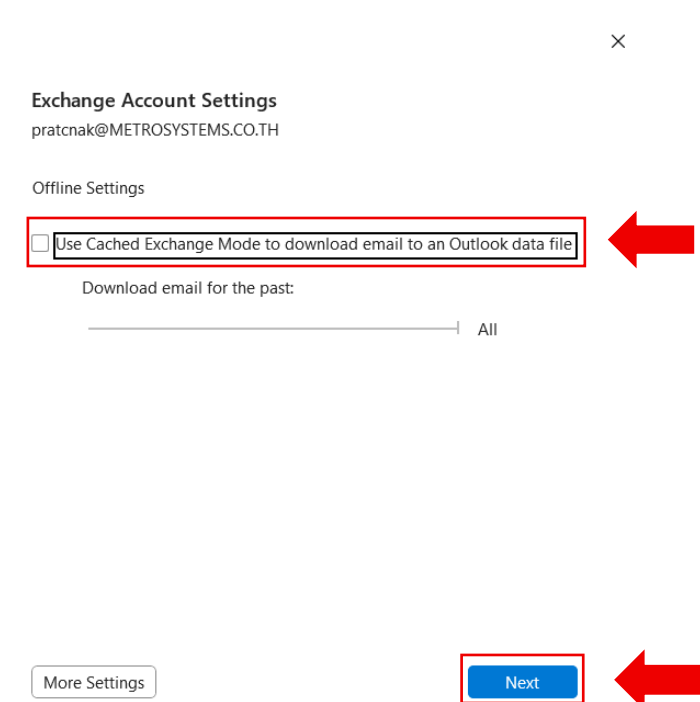 Exchange Account Settings
pratcnak@METROSYSTEMS.CO.TH
Offline Settings
Use Cached Exchange Mode to download email to an Outlook data file
Download email for the past:
All
More Settings
Next